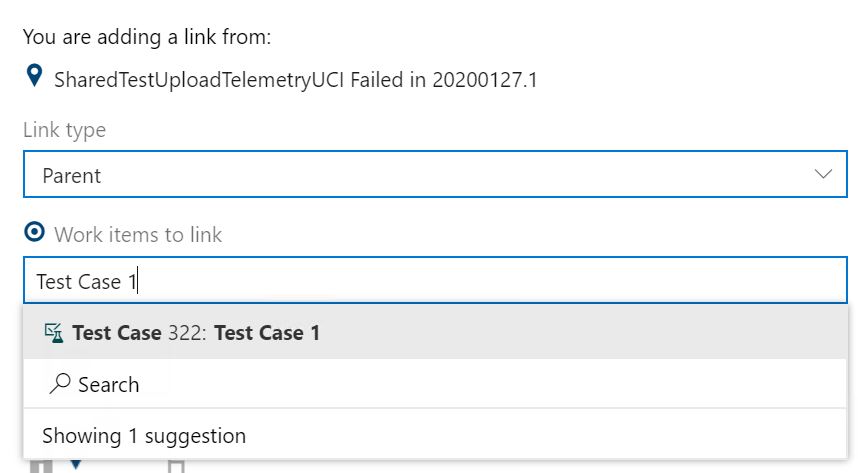 You are adding a link from:
SharedTestUploadTelemetryUCI Failed in 20200127.1
Link type
Parent
Work items to link
Test Case 1
Test Case 322: Test Case 1
Search
Showing 1 suggestion